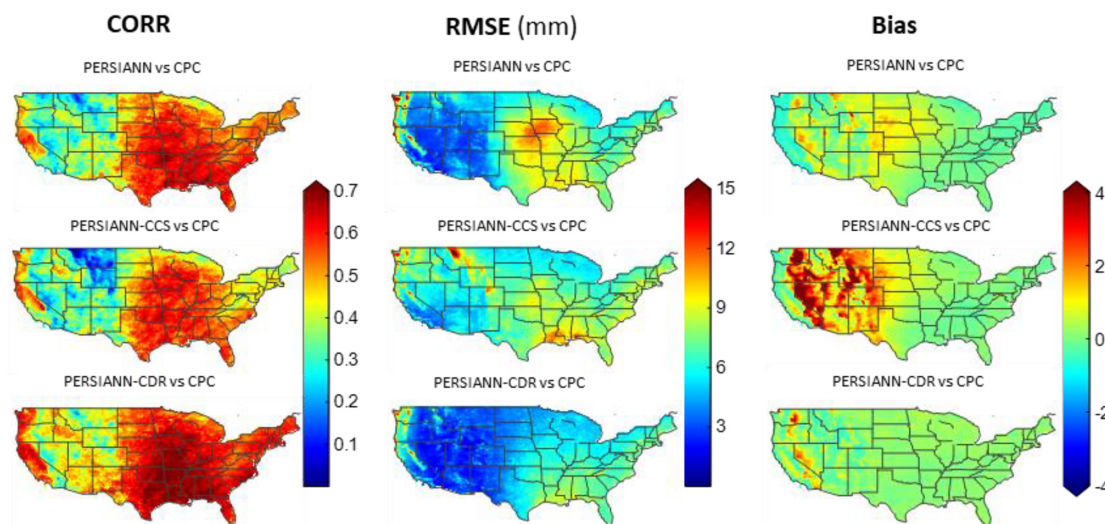 CORR
RMSE (mm)
Bias
PERSIANN vs CPC
PERSIANN vs CPC
PERSIANN vs CPC
0.7
0.6
0.5
0.4
0.3
0.2
0.1
15
12
9
6
3
4
2
0
-2
-4
PERSIANN-CCS vs CPC
PERSIANN-CCS vs CPC
PERSIANN-CCS vs CPC
PERSIANN-CDR vs CPC
PERSIANN-CDR vs CPC
PERSIANN-CDR vs CPC